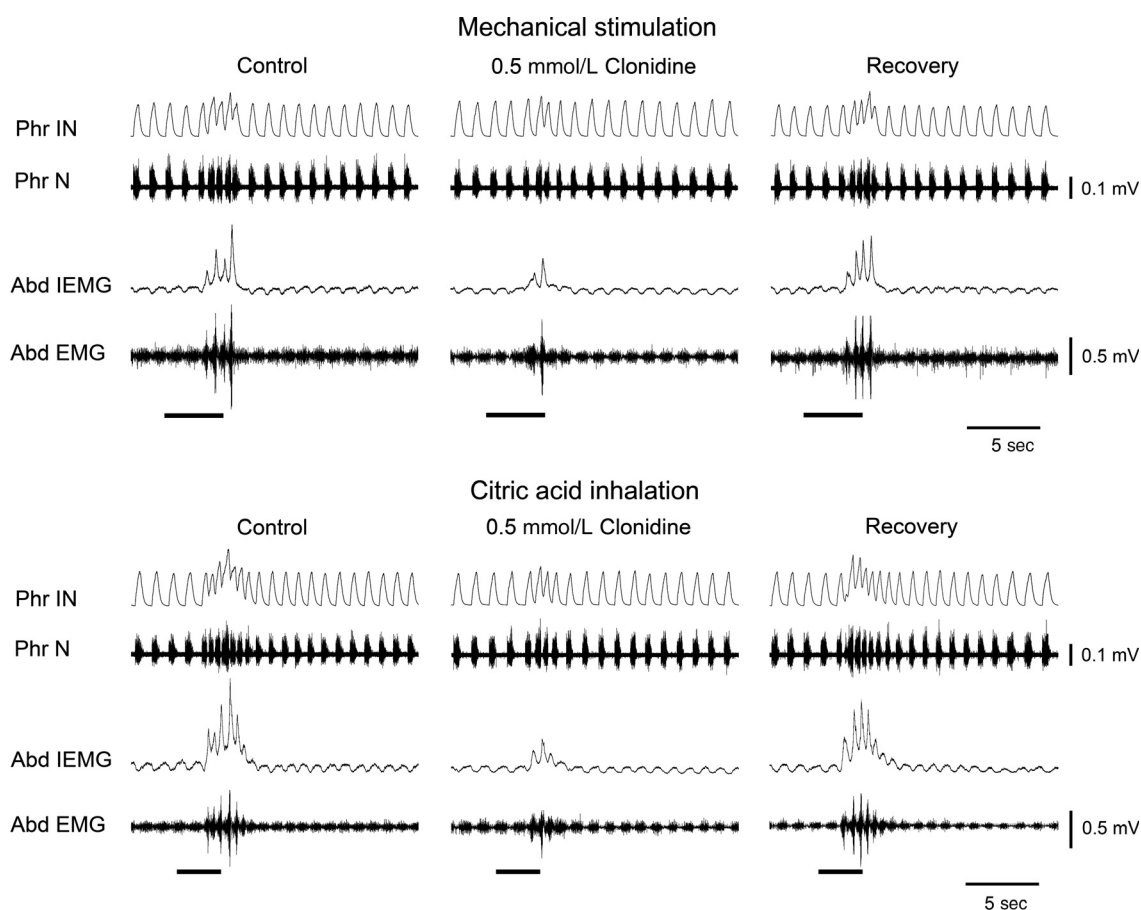 Mechanical stimulation
Control 0.5 mmol/L Clonidine Recovery
Phr IN
Phr N
0.1 mV
Abd IEMG
Abd EMG
0.5 mV
5 sec
Citric acid inhalation
Control 0.5 mmol/L Clonidine Recovery
Phr IN
Phr N
0.1 mV
Abd IEMG
Abd EMG
0.5 mV
5 sec